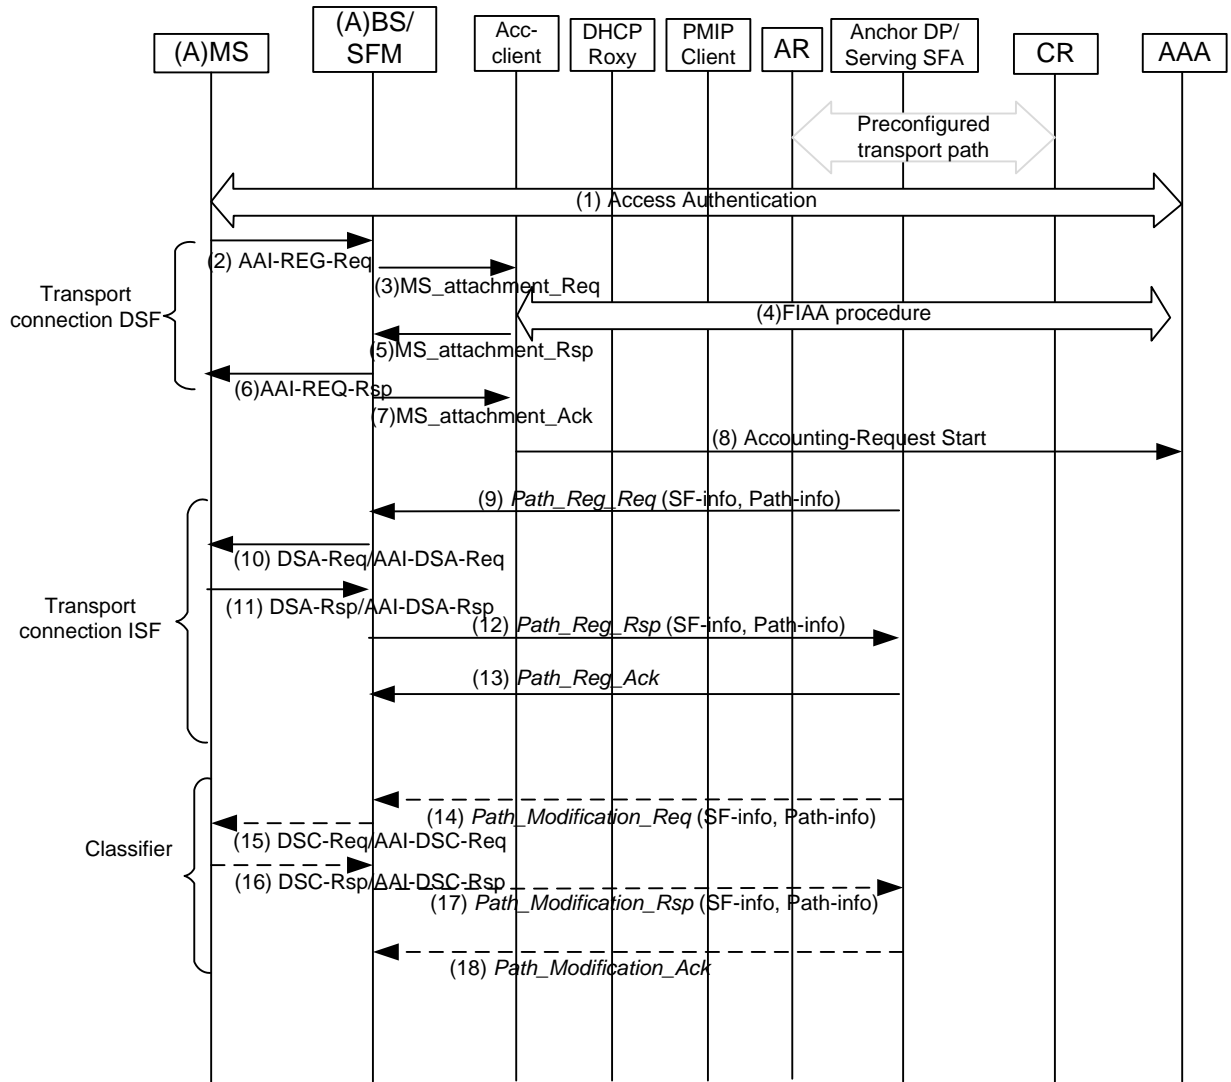 (A)MS
(A)BS/
SFM
Acc-
client
DHCP
Roxy
PMIP
Client
AR
Anchor DP/
Serving SFA
CR
AAA
Preconfigured
transport path
(1) Access Authentication
(2) AAI-REG-Req
(3)MS_attachment_Req
Transport
connection DSF
(4)FIAA procedure
(5)MS_attachment_Rsp
(6)AAI-REQ-Rsp
(7)MS_attachment_Ack
(8) Accounting-Request Start
(9) Path_Reg_Req (SF-info, Path-info)
(10) DSA-Req/AAI-DSA-Req
(11) DSA-Rsp/AAI-DSA-Rsp
Transport
connection ISF
(12) Path_Reg_Rsp (SF-info, Path-info)
(13) Path_Reg_Ack
(14) Path_Modification_Req (SF-info, Path-info)
(15) DSC-Req/AAI-DSC-Req
Classifier
(16) DSC-Rsp/AAI-DSC-Rsp
(17) Path_Modification_Rsp (SF-info, Path-info)
(18) Path_Modification_Ack